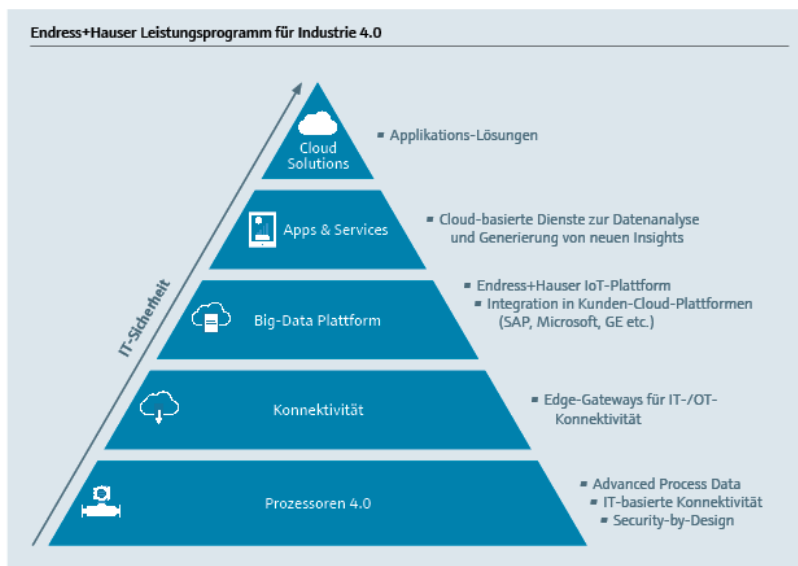 Endress+Hauser Leistungsprogramm für Industrie 4.0
Cloud
Solutions
▪ Applikations-Lösungen
Apps & Services
▪ Cloud-basierte Dienste zur Datenanalyse
und Generierung von neuen Insights
IT-Sicherheit
Big-Data Plattform
▪ Endress+Hauser IoT-Plattform
▪ Integration in Kunden-Cloud-Plattformen
(SAP, Microsoft, GE etc.)
Konnektivität
▪ Edge-Gateways für IT-/OT-
Konnektivität
Prozessoren 4.0
▪ Advanced Process Data
▪ IT-basierte Konnektivität
▪ Security-by-Design